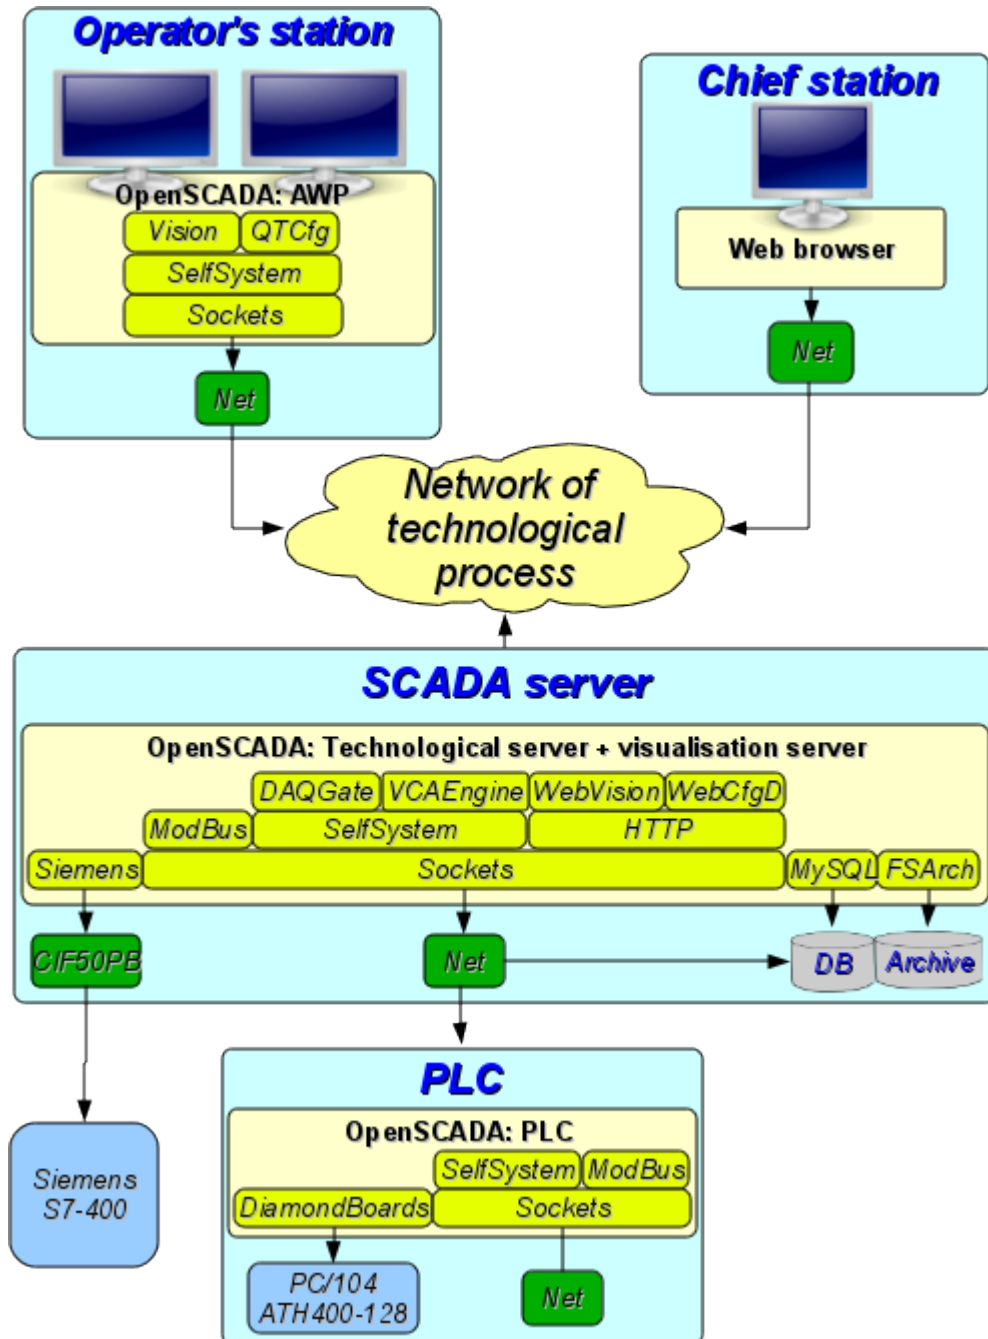 Operator's station
OpenSCADA: AWP
Vision
QTCfg
SelfSystem
Sockets
Net
Chief station
Web browser
Net
Network of
technological
process
SCADA server
OpenSCADA: Technological server + visualisation server
DAQGate
VCAEngine
WebVision
WebCfgD
ModBus
SelfSystem
HTTP
Siemens
Sockets
MySQL
FSArch
CIF50PB
Net
DB
Archive
Siemens
S7-400
PLC
OpenSCADA: PLC
SelfSystem
ModBus
DiamondBoards
Sockets
PC/104
ATH400-128
Net